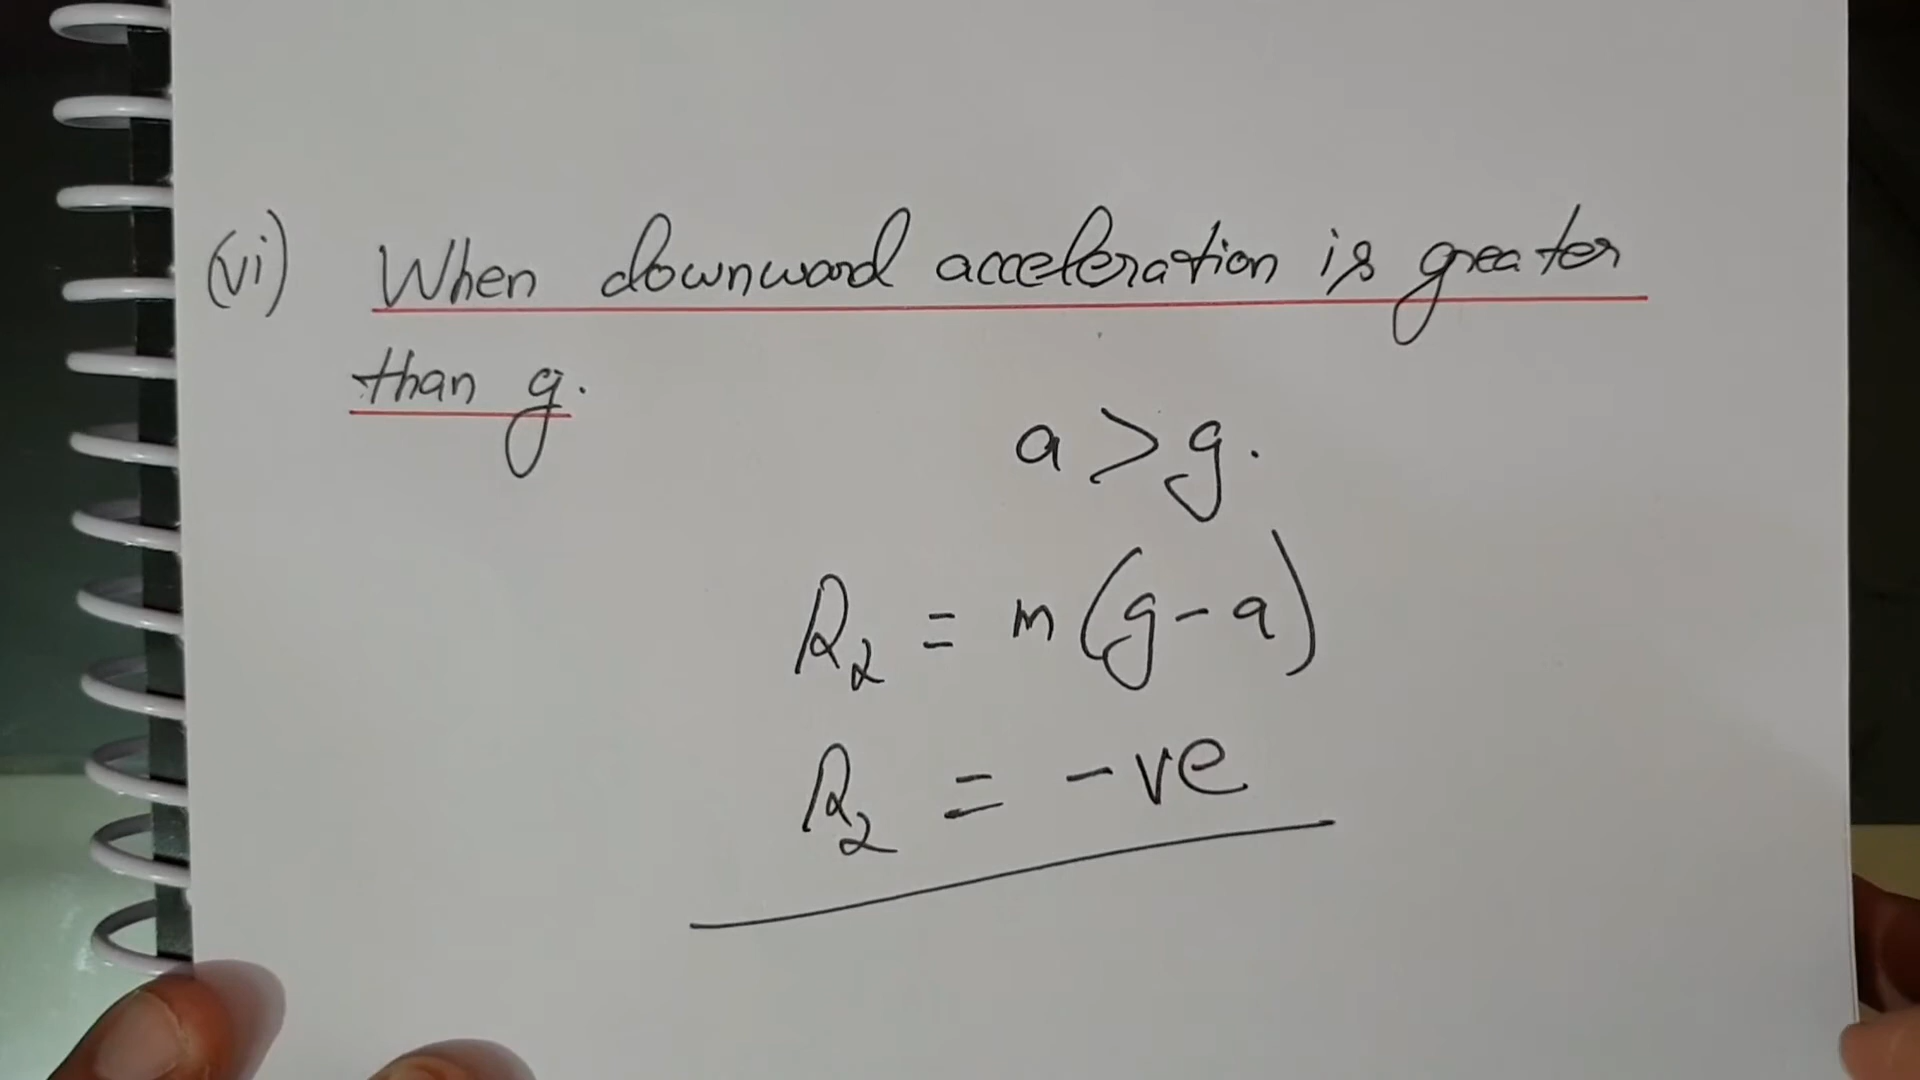 (vi) When downward acceleration is greater
than g.
a > g.
R₂ = m(g-a)
R₂ = -ve